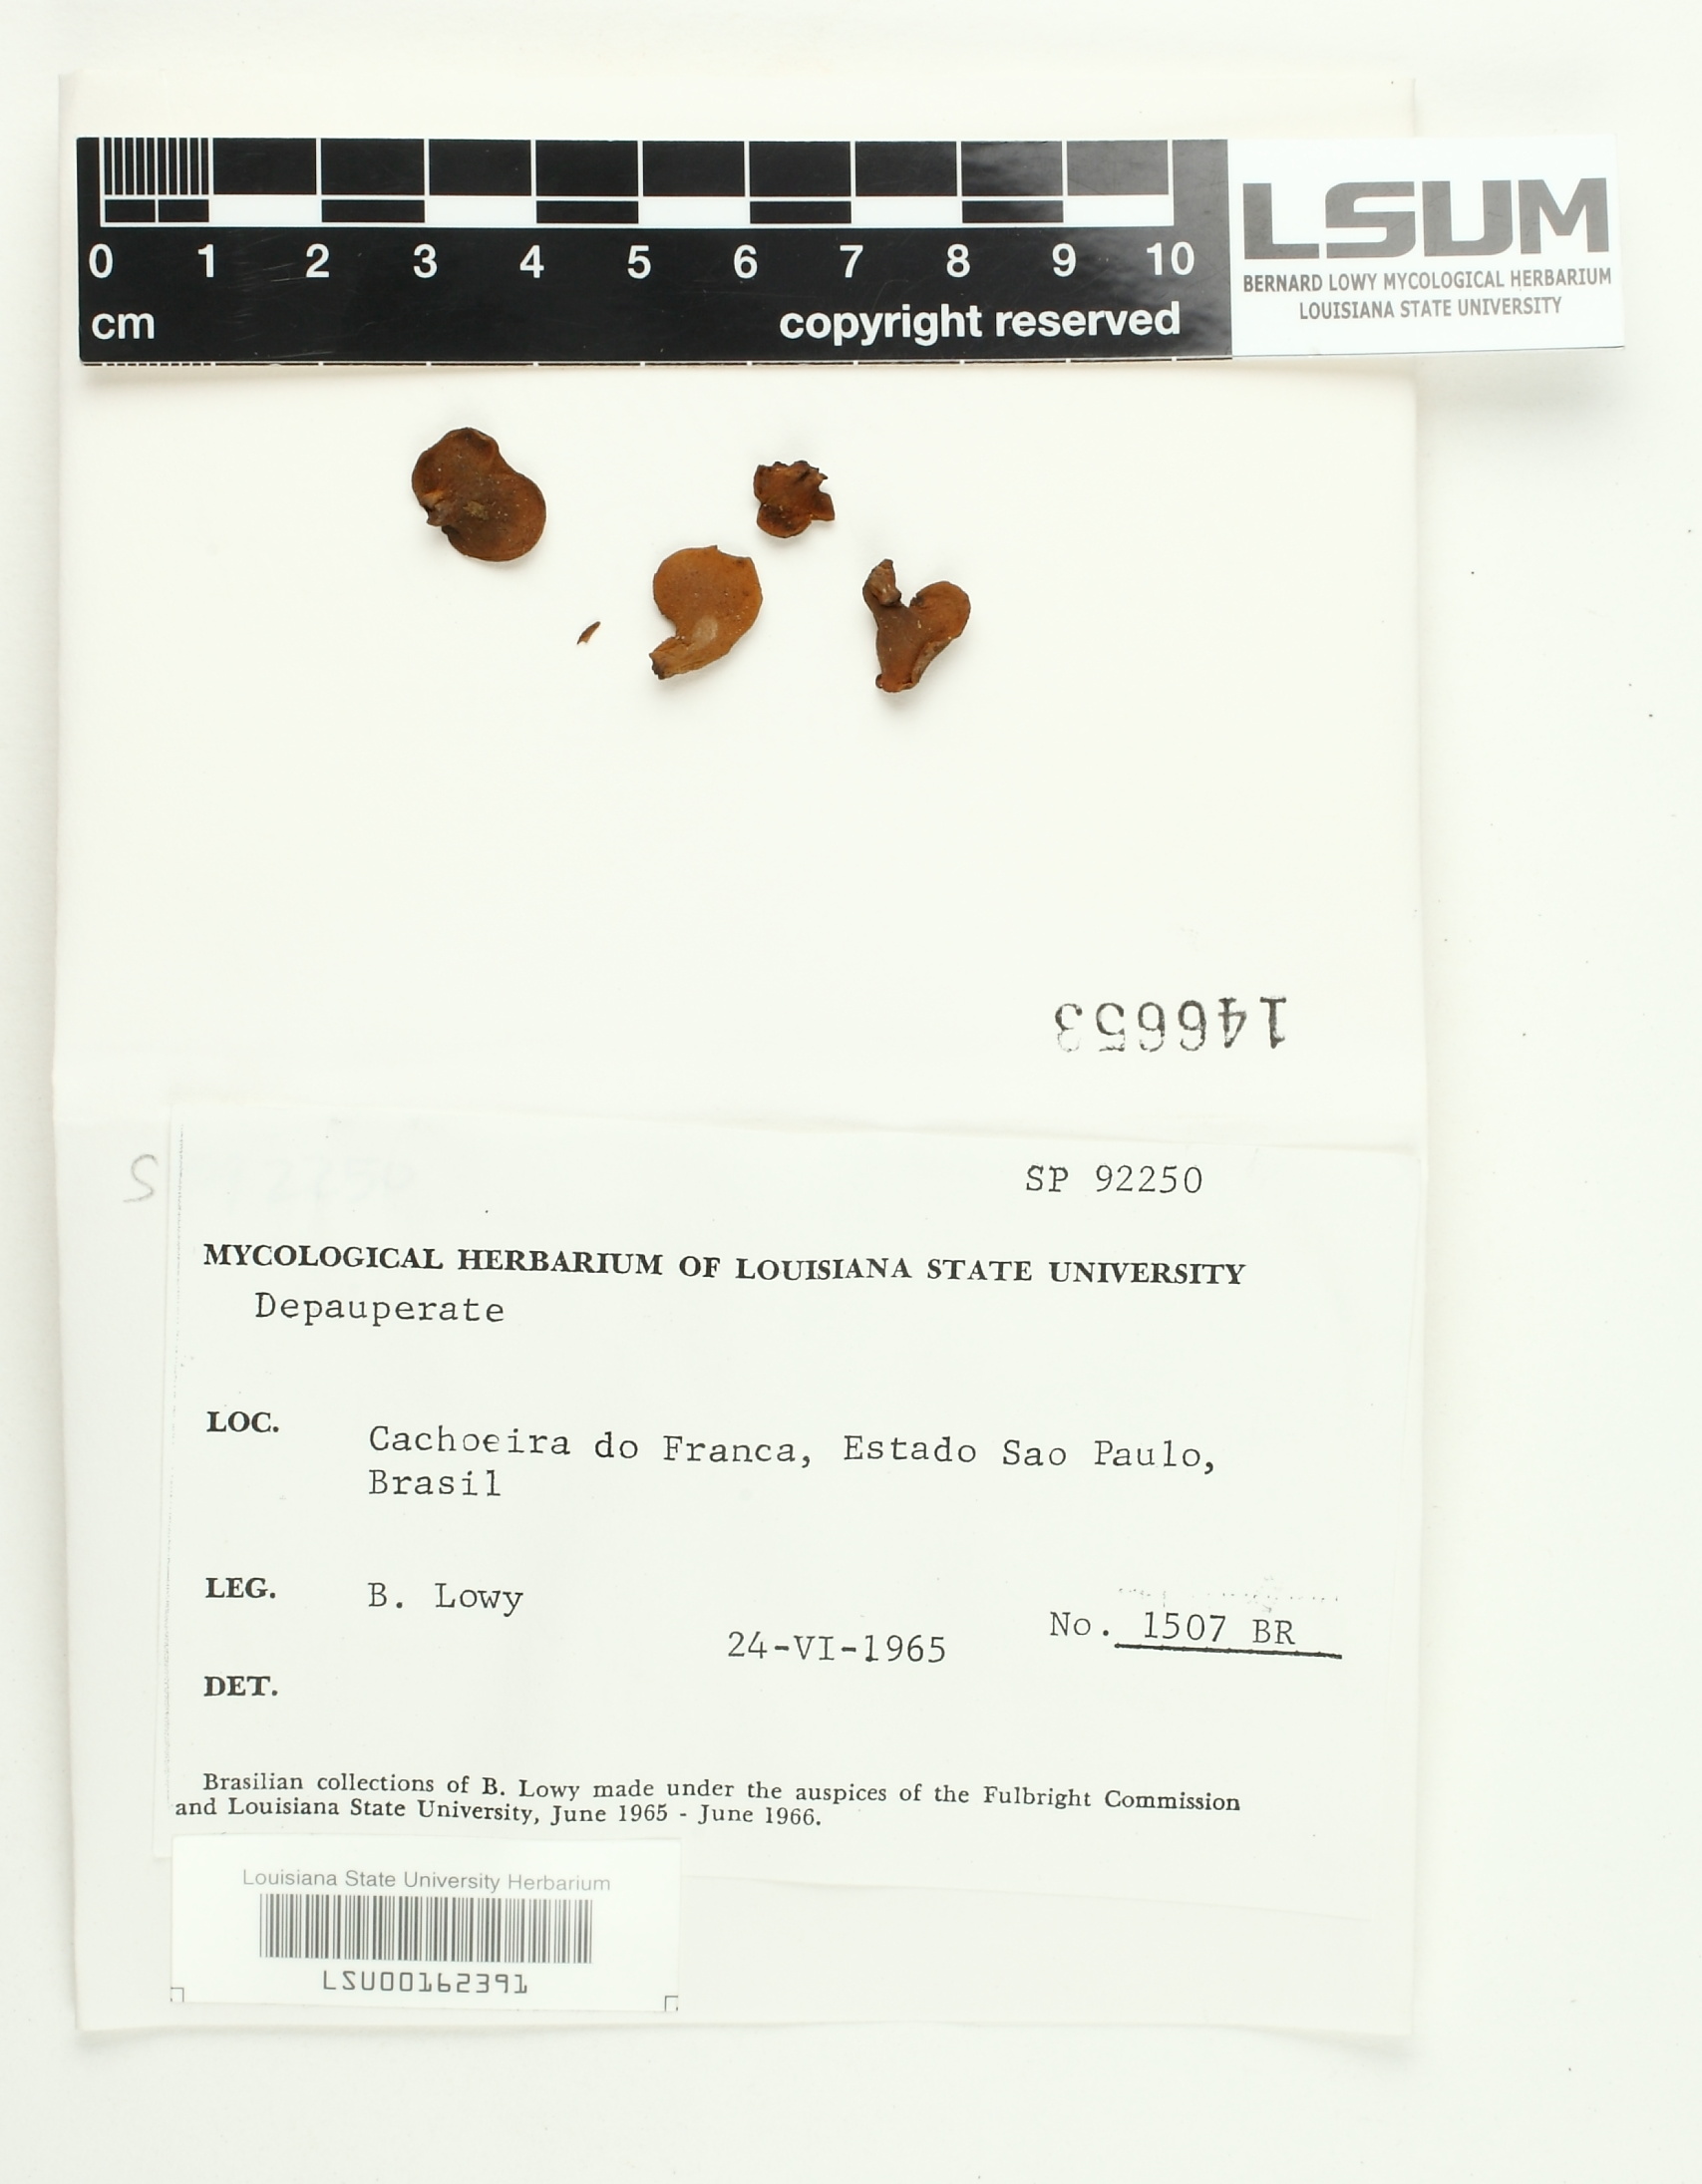 0 1 2 3 4 5 6 7 8 9 10
cm
copyright reserved
LSUM
BERNARD LOWY MYCOLOGICAL HERBARIUM
LOUISIANA STATE UNIVERSITY
146653
S
SP 92250
MYCOLOGICAL HERBARIUM OF LOUISIANA STATE UNIVERSITY
Depauperate
LOC. Cachoeira do Franca, Estado Sao Paulo,
Brasil
LEG. B. Lowy
No. 1507 BR
24-VI-1965
DET.
Brasilian collections of B. Lowy made under the auspices of the Fulbright Commission
and Louisiana State University, June 1965 - June 1966.
Louisiana State University Herbarium
LSU00162391